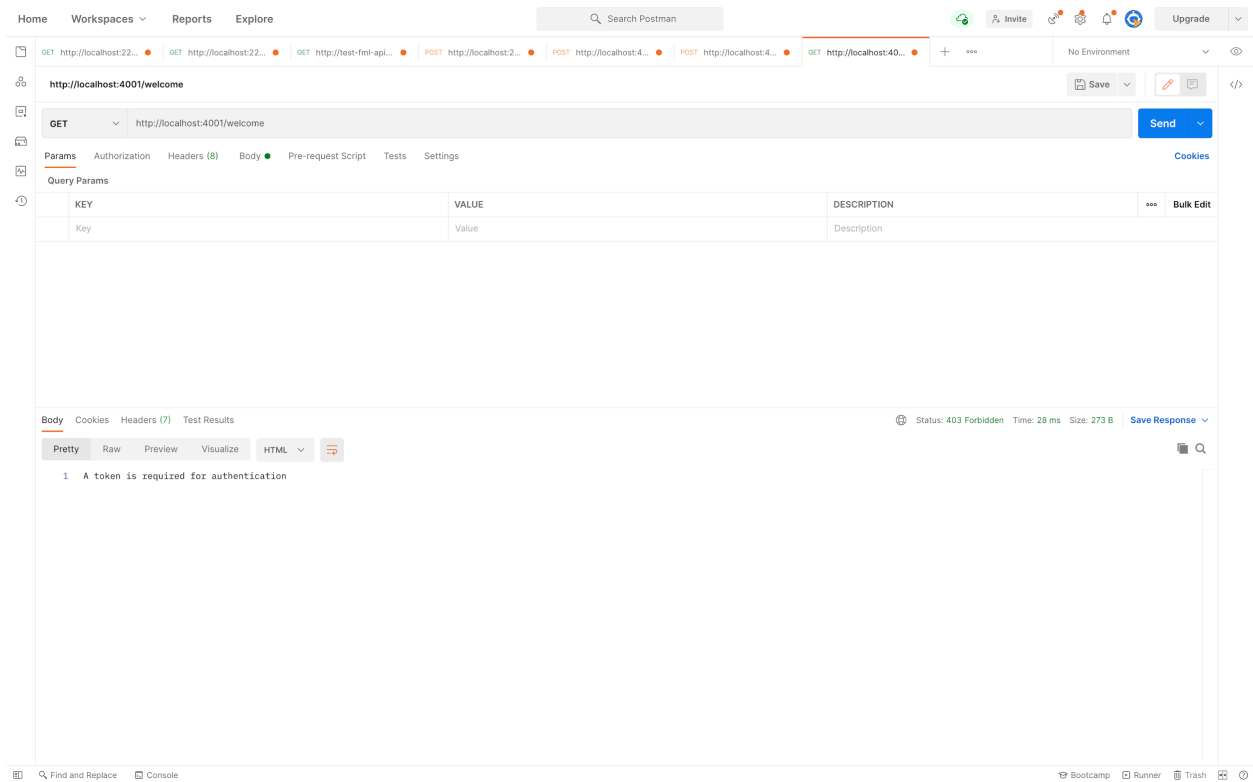 Home Workspaces Reports Explore Search Postman Invite Upgrade
GET http://localhost:22... GET http://localhost:22... GET http://test-fml-api... POST http://localhost:2... POST http://localhost:4... POST http://localhost:4... GET http://localhost:40... No Environment
http://localhost:4001/welcome Save
GET http://localhost:4001/welcome Send
Params Authorization Headers (8) Body Pre-request Script Tests Settings Cookies
Query Params
KEY VALUE DESCRIPTION Bulk Edit
Key Value Description
Body Cookies Headers (7) Test Results Status: 403 Forbidden Time: 28 ms Size: 273 B Save Response
Pretty Raw Preview Visualize HTML
1 A token is required for authentication
Find and Replace Console Bootcamp Runner Trash